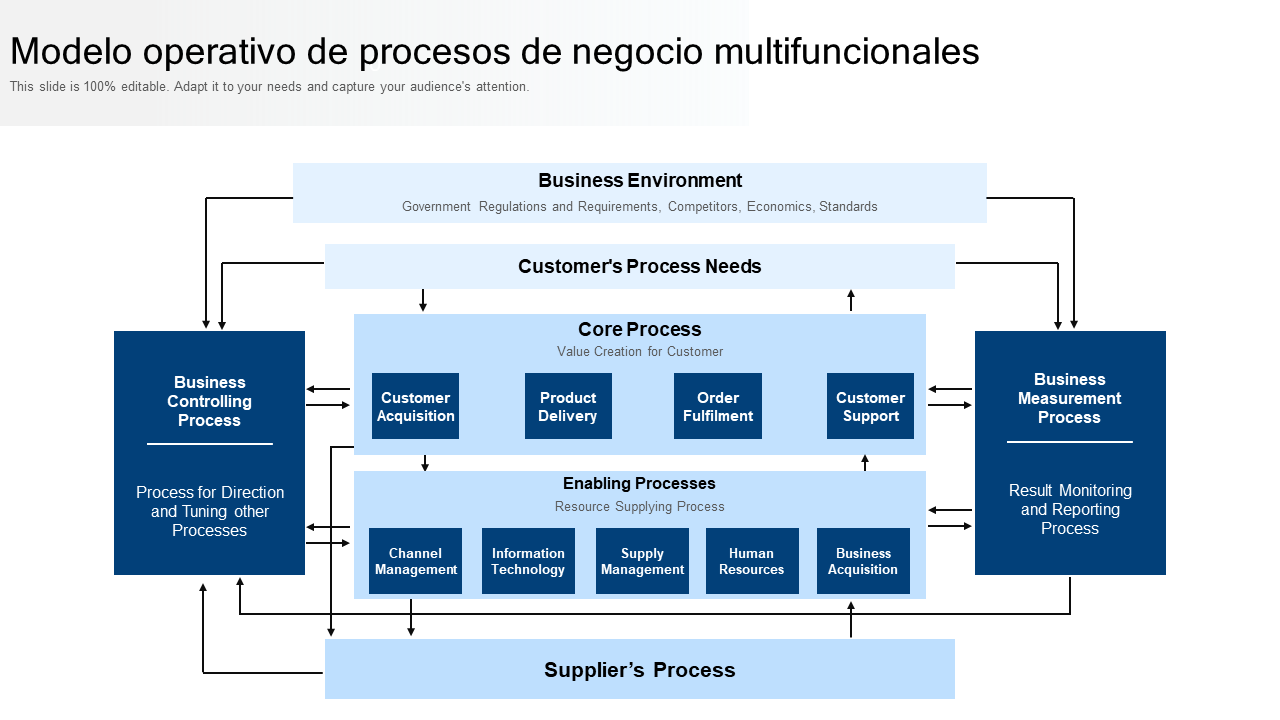 Modelo operativo de procesos de negocio multifuncionales
This slide is 100% editable. Adapt it to your needs and capture your audience's attention.
Business Environment
Government Regulations and Requirements, Competitors, Economics, Standards
Customer's Process Needs
Core Process
Value Creation for Customer
Customer
Acquisition
Product
Delivery
Order
Fulfilment
Customer
Support
Business
Controlling
Process
Process for Direction
and Tuning other
Processes
Business
Measurement
Process
Result Monitoring
and Reporting
Process
Enabling Processes
Resource Supplying Process
Channel
Management
Information
Technology
Supply
Management
Human
Resources
Business
Acquisition
Supplier’s Process